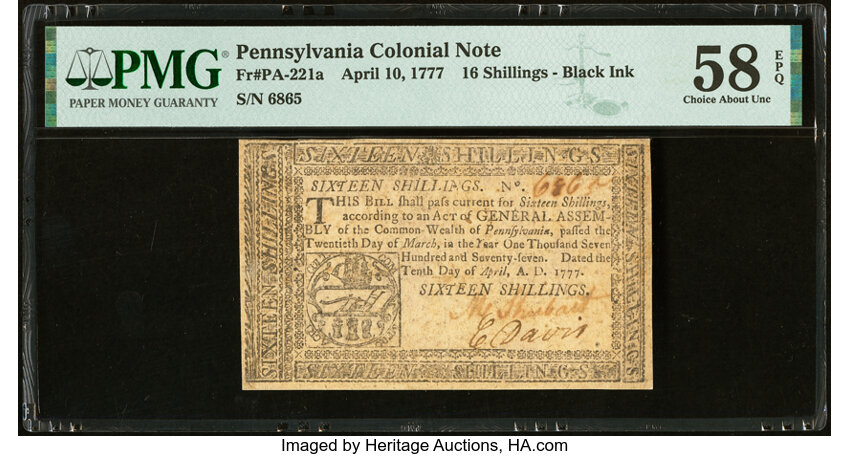 PMG®
PAPER MONEY GUARANTY
Pennsylvania Colonial Note
Fr#PA-221a April 10, 1777 16 Shillings - Black Ink
S/N 6865
58
EPQ
Choice About Unc
SIXTEEN SHILLINGS
SIXTEEN SHILLINGS
SIXTEEN SHILLINGS
SIXTEEN SHILLINGS. No. 6865
THIS BILL ſhall paſs current for Sixteen Shillings,
according to an ACT of GENERAL ASSEM-
BLY of the Common-Wealth of Pennſylvania, paſſed the
Twentieth Day of March, in the Year One Thouſand Seven
Hundred and Seventy-ſeven. Dated the
Tenth Day of April, A. D. 1777.
SIXTEEN SHILLINGS.
E Davis
SIXTEEN SHILLINGS
Imaged by Heritage Auctions, HA.com